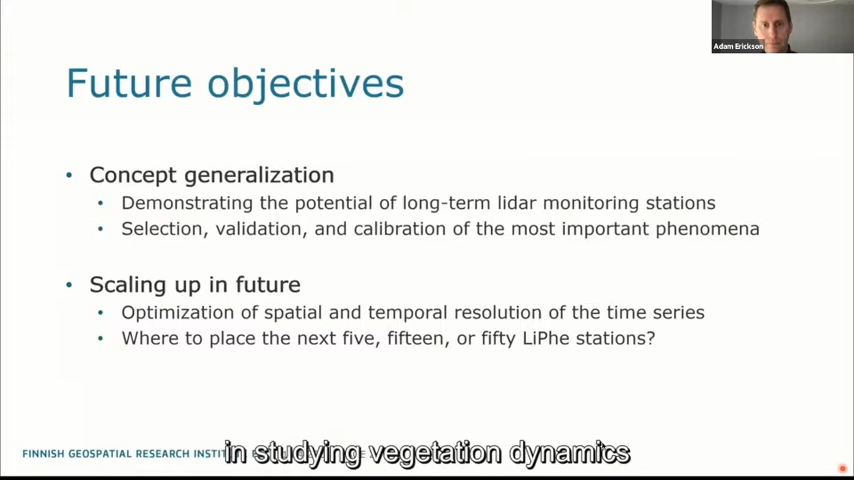 Adam Erickson
Future objectives
• Concept generalization
• Demonstrating the potential of long-term lidar monitoring stations
• Selection, validation, and calibration of the most important phenomena
• Scaling up in future
• Optimization of spatial and temporal resolution of the time series
• Where to place the next five, fifteen, or fifty LiPhe stations?
FINNISH GEOSPATIAL RESEARCH
in studying vegetation dynamics